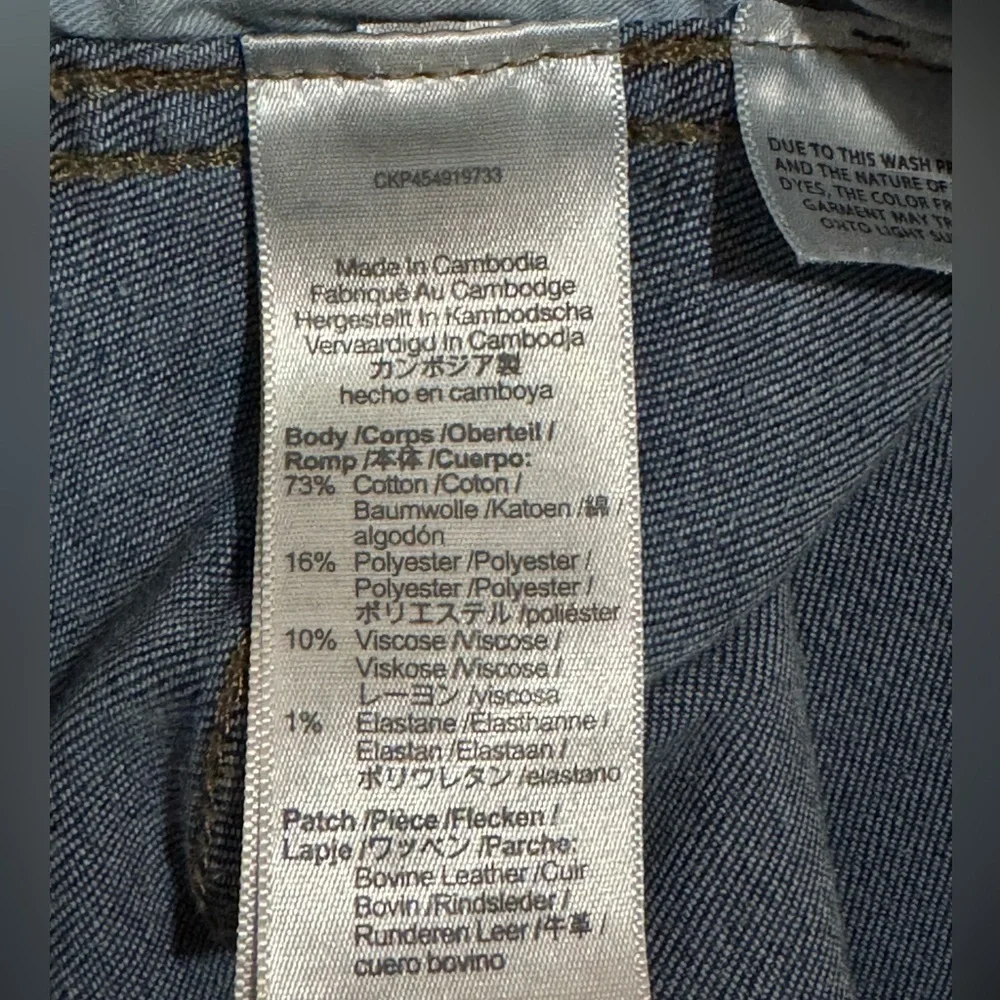 CKP454919733
Made In Cambodia
Fabriqué Au Cambodge
Hergestellt In Kambodscha
Vervaardigd In Cambodja
カンボジア製
hecho en camboya
Body /Corps /Oberteil /
Romp /本体 /Cuerpo:
73% Cotton /Coton /
Baumwolle /Katoen /綿 /
algodón
16% Polyester /Polyester /
Polyester /Polyester /
ポリエステル /poliéster
10% Viscose /Viscose /
Viskose /Viscose /
レーヨン /viscosa
1% Elastane /Élasthanne /
Elastan /Elastaan /
ポリウレタン /elastano
Patch /Pièce /Flecken /
Lapje /ワッペン /Parche:
Bovine Leather /Cuir
Bovin /Rindsleder /
Runderen Leer /牛革 /
cuero bovino
DUE TO THIS WASH
AND THE NATURE OF
DYES, THE COLOR
GARMENT MAY
ONTO LIGHT